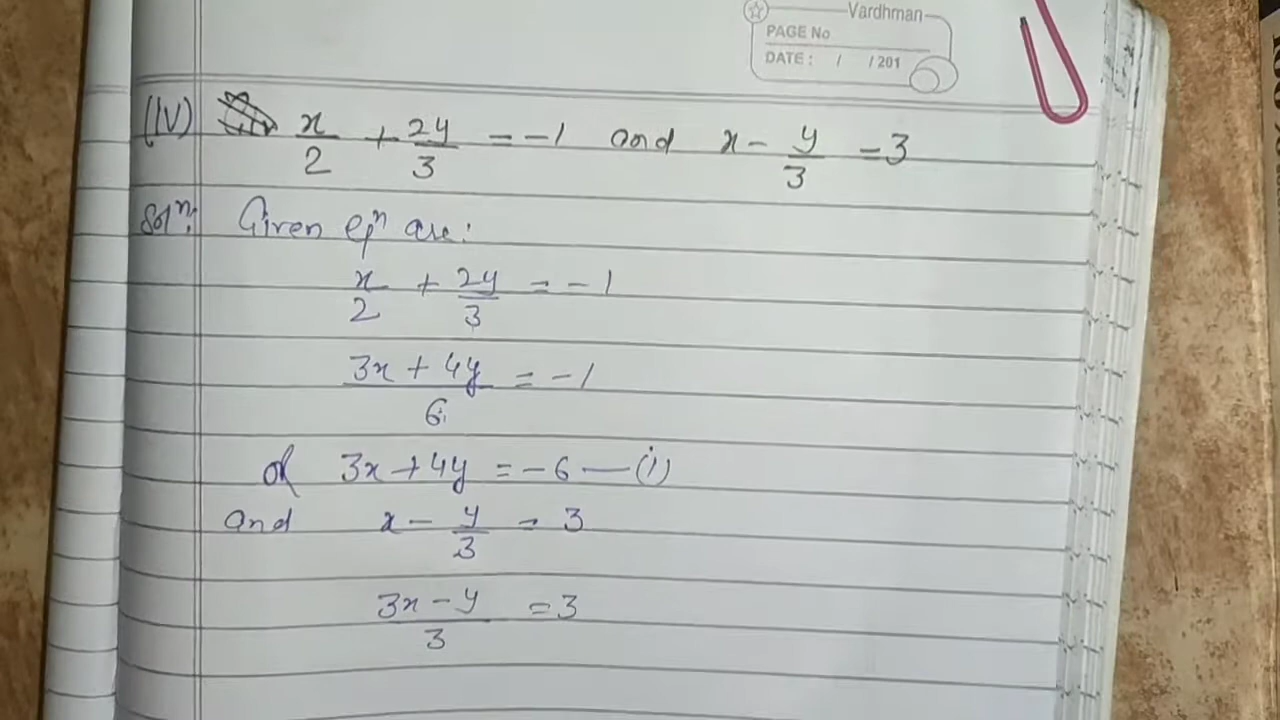 Vardhman
PAGE No
DATE : / / 201
(IV) x/2 + 2y/3 = -1 and x - y/3 = 3
Solⁿ: Given eqⁿ are:
x/2 + 2y/3 = -1
(3x + 4y)/6 = -1
or 3x + 4y = -6 — (i)
and x - y/3 = 3
(3x - y)/3 = 3